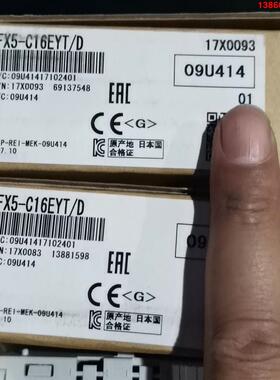 1386
FX5-C16EYT/D
17X0093
C:09U41417102401
N:17X0093 69137548
C:09U414
09U414
01
EAC
CE <G>
P-REI-MEK-09U414
7.10
原产地 日本国
合格证
FX5-C16EYT/D
C:09U41417102401
N:17X0083 13881598
C:09U414
09U
EAC
CE <G>
P-REI-MEK-09U414
.10
原产地 日本国
合格证